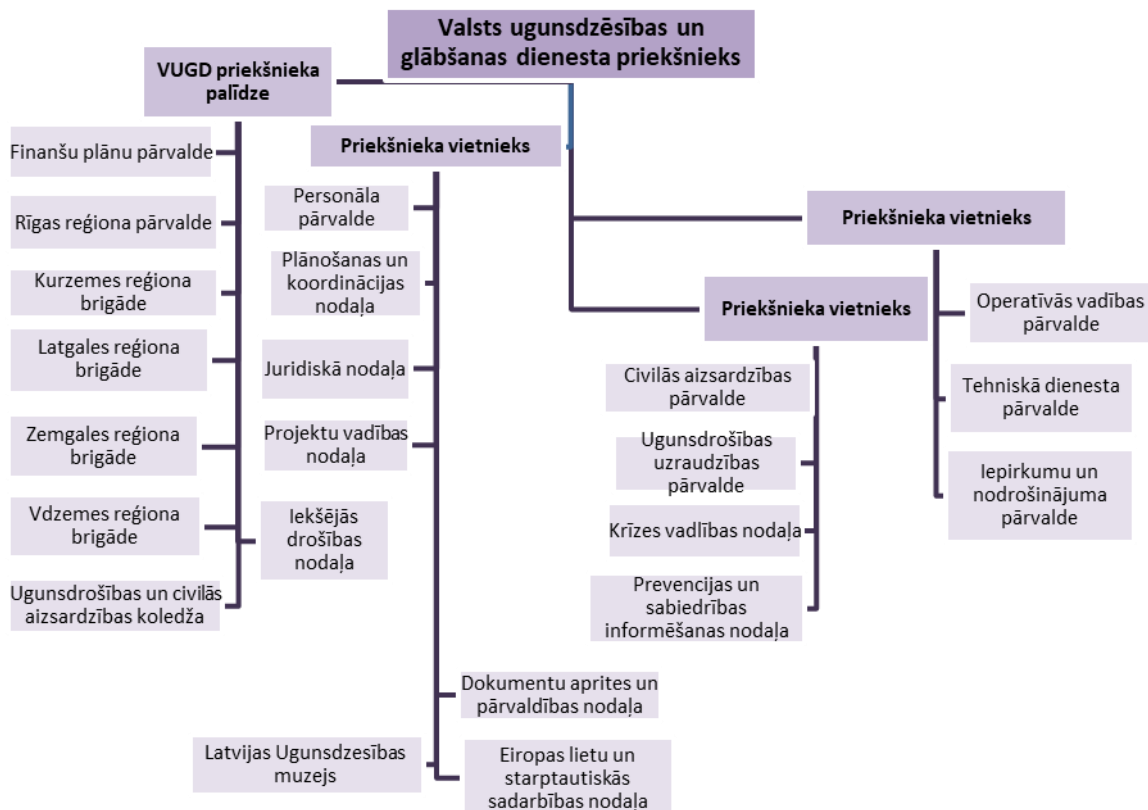 Valsts ugunsdzēsības un
glābšanas dienesta priekšnieks
VUGD priekšnieka
palīdze
Finanšu plānu pārvalde
Rīgas reģiona pārvalde
Kurzemes reģiona
brigāde
Latgales reģiona
brigāde
Zemgales reģiona
brigāde
Vdzemes reģiona
brigāde
Ugunsdrošības un civilās
aizsardzības koledža
Iekšējās
drošības
nodaļa
Priekšnieka vietnieks
Personāla
pārvalde
Plānošanas un
koordinācijas
nodaļa
Juridiskā nodaļa
Projektu vadības
nodaļa
Dokumentu aprites un
pārvaldības nodaļa
Latvijas Ugunsdzesības
muzejs
Eiropas lietu un
starptautiskās
sadarbības nodaļa
Priekšnieka vietnieks
Civilās aizsardzības
pārvalde
Ugunsdrošības
uzraudzības
pārvalde
Krīzes vadlības nodaļa
Prevencijas un
sabiedrības
informēšanas nodaļa
Priekšnieka vietnieks
Operatīvās vadības
pārvalde
Tehniskā dienesta
pārvalde
Iepirkumu un
nodrošinājuma
pārvalde